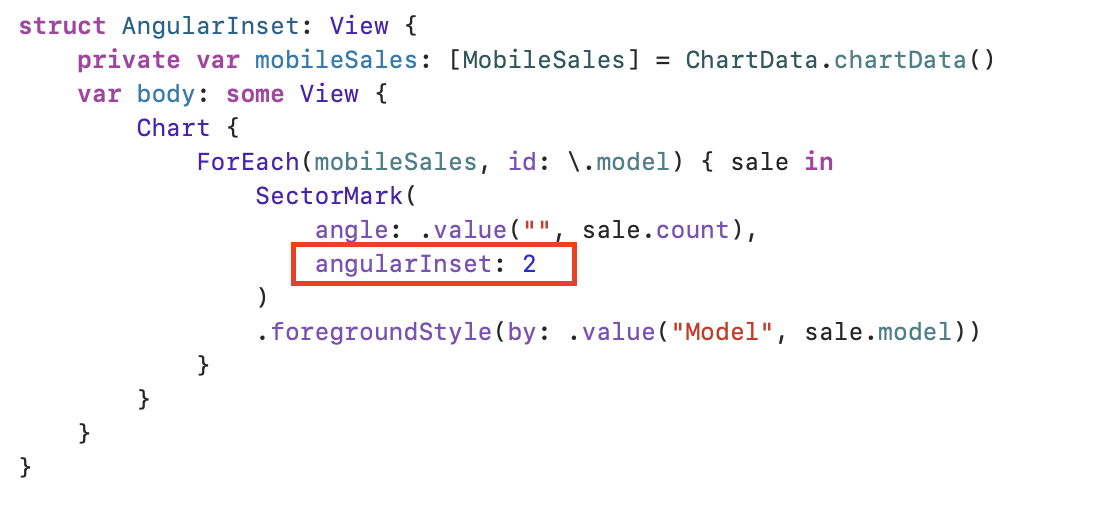 struct AngularInset: View {
    private var mobileSales: [MobileSales] = ChartData.chartData()
    var body: some View {
        Chart {
            ForEach(mobileSales, id: \.model) { sale in
                SectorMark(
                    angle: .value("", sale.count),
                    angularInset: 2
                )
                .foregroundStyle(by: .value("Model", sale.model))
            }
        }
    }
}